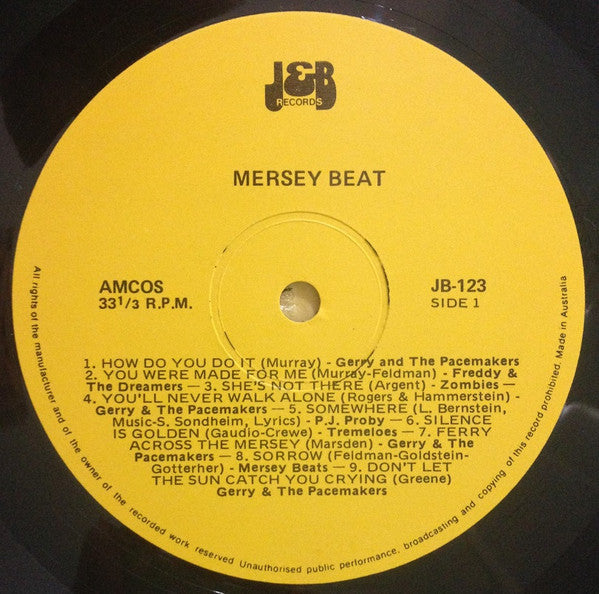 J&B
RECORDS
MERSEY BEAT
AMCOS
33 1/3 R.P.M.
JB-123
SIDE 1
1. HOW DO YOU DO IT (Murray) - Gerry and The Pacemakers
2. YOU WERE MADE FOR ME (Murray-Feldman) - Freddy &
The Dreamers — 3. SHE'S NOT THERE (Argent) - Zombies —
4. YOU'LL NEVER WALK ALONE (Rogers & Hammerstein) -
Gerry & The Pacemakers — 5. SOMEWHERE (L. Bernstein,
Music-S. Sondheim, Lyrics) - P.J. Proby — 6. SILENCE
IS GOLDEN (Gaudio-Crewe) - Tremeloes — 7. FERRY
ACROSS THE MERSEY (Marsden) - Gerry & The
Pacemakers — 8. SORROW (Feldman-Goldstein-
Gotterher) - Mersey Beats — 9. DON'T LET
THE SUN CATCH YOU CRYING (Greene)
Gerry & The Pacemakers
All rights of the manufacturer and of the owner of the recorded work reserved Unauthorised public performance, broadcasting and copying of this record prohibited. Made in Australia